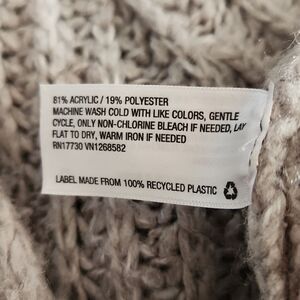 81% ACRYLIC / 19% POLYESTER
MACHINE WASH COLD WITH LIKE COLORS, GENTLE
CYCLE, ONLY NON-CHLORINE BLEACH IF NEEDED, LAY
FLAT TO DRY, WARM IRON IF NEEDED
RN17730 VN1268582
LABEL MADE FROM 100% RECYCLED PLASTIC